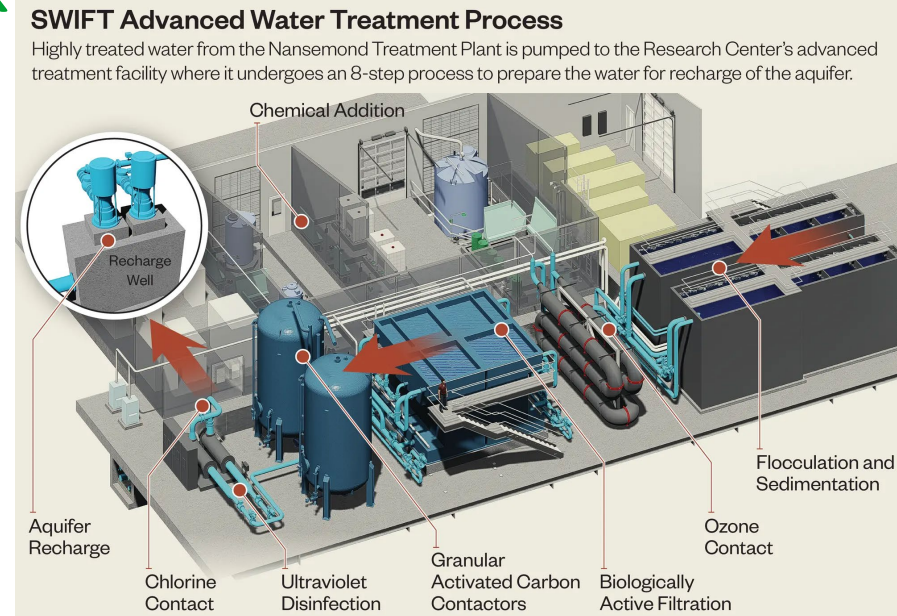 SWIFT Advanced Water Treatment Process
Highly treated water from the Nansemond Treatment Plant is pumped to the Research Center's advanced
treatment facility where it undergoes an 8-step process to prepare the water for recharge of the aquifer.
Chemical Addition
Recharge
Well
Flocculation and
Sedimentation
Aquifer
Recharge
Ozone
Contact
Granular
Activated Carbon
Contactors
Chlorine
Contact
Ultraviolet
Disinfection
Biologically
Active Filtration